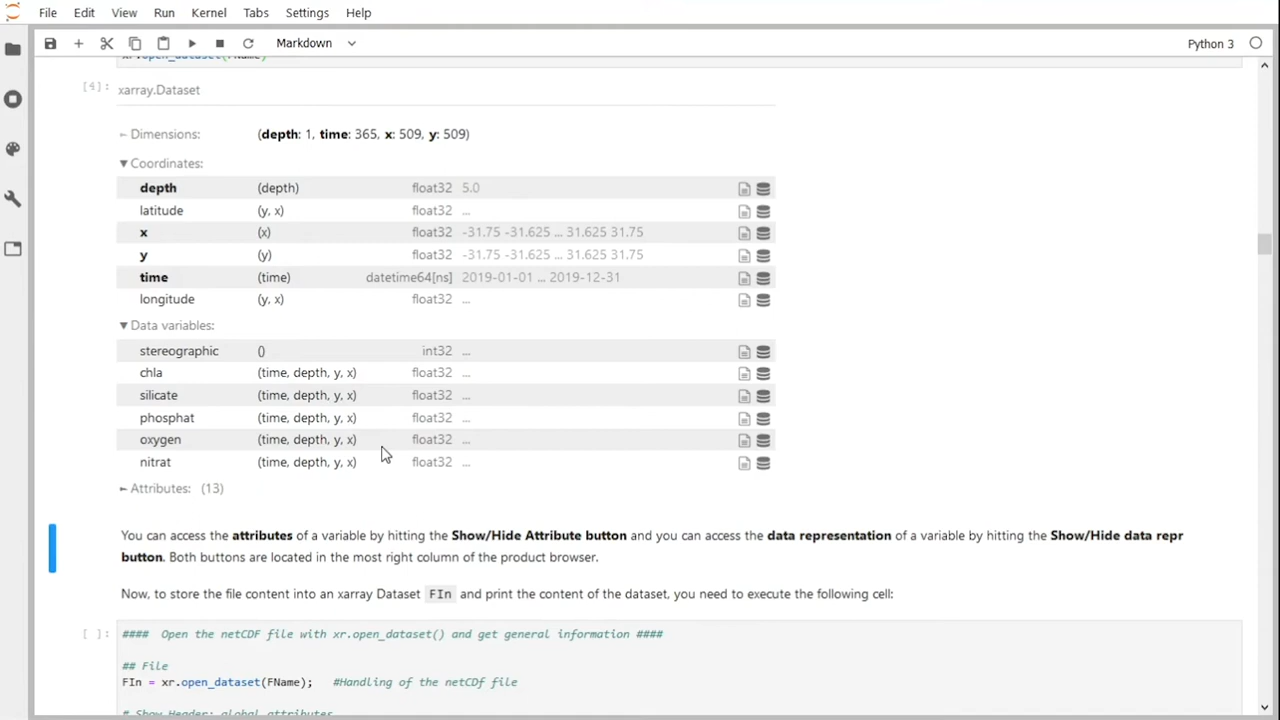 File Edit View Run Kernel Tabs Settings Help
Markdown Python 3
xr.open_dataset(FName)
[4]: xarray.Dataset
► Dimensions: (depth: 1, time: 365, x: 509, y: 509)
▼ Coordinates:
depth (depth) float32 5.0
latitude (y, x) float32 ...
x (x) float32 -31.75 -31.625 ... 31.625 31.75
y (y) float32 -31.75 -31.625 ... 31.625 31.75
time (time) datetime64[ns] 2019-01-01 ... 2019-12-31
longitude (y, x) float32 ...
▼ Data variables:
stereographic () int32 ...
chla (time, depth, y, x) float32 ...
silicate (time, depth, y, x) float32 ...
phosphat (time, depth, y, x) float32 ...
oxygen (time, depth, y, x) float32 ...
nitrat (time, depth, y, x) float32 ...
► Attributes: (13)
You can access the attributes of a variable by hitting the Show/Hide Attribute button and you can access the data representation of a variable by hitting the Show/Hide data repr
button. Both buttons are located in the most right column of the product browser.
Now, to store the file content into an xarray Dataset FIn and print the content of the dataset, you need to execute the following cell:
[ ]: #### Open the netCDF file with xr.open_dataset() and get general information ####
## File
FIn = xr.open_dataset(FName); #Handling of the netCDf file
# Show Header: global attributes